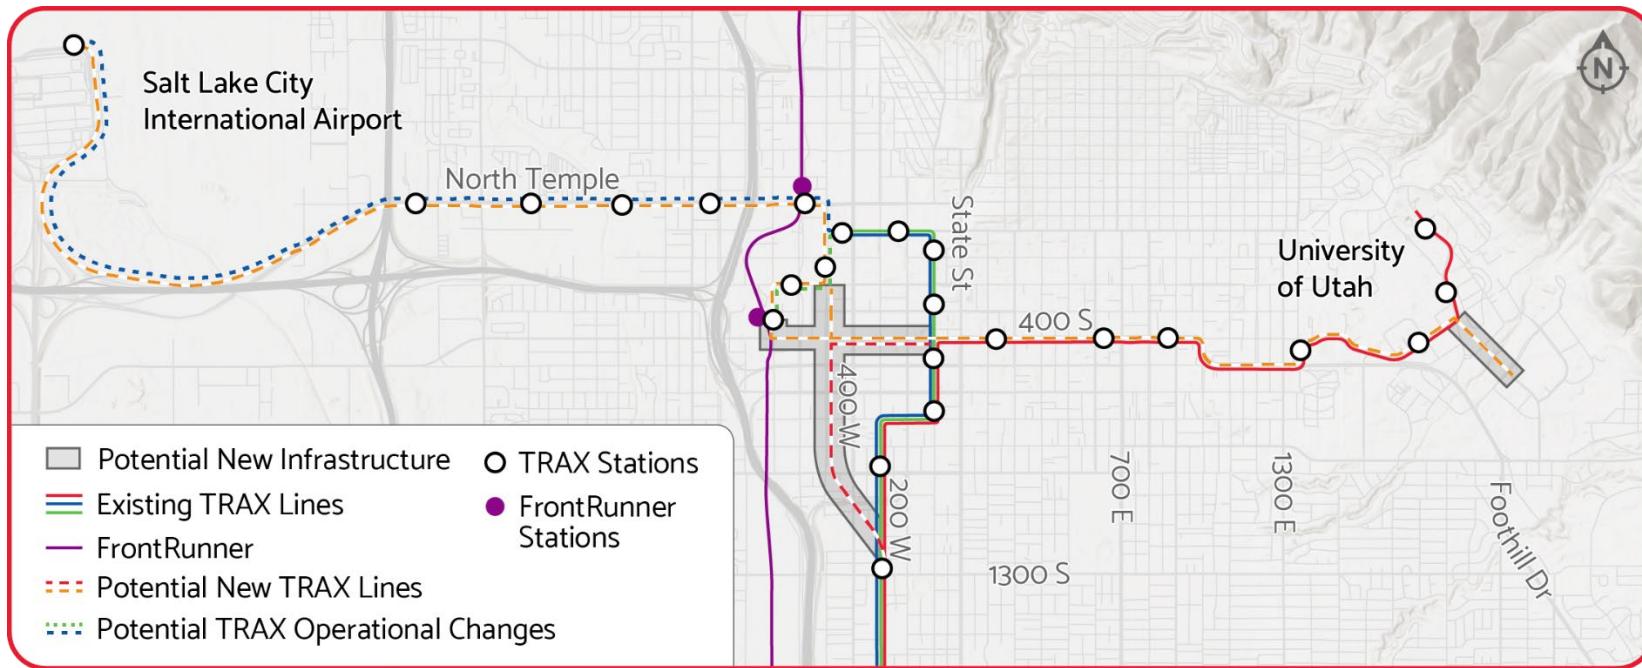 Salt Lake City
International Airport
North Temple
State St
University
of Utah
400 S
400 W
200 W
700 E
1300 E
Foothill Dr
1300 S
N
Potential New Infrastructure
Existing TRAX Lines
FrontRunner
Potential New TRAX Lines
Potential TRAX Operational Changes
TRAX Stations
FrontRunner
Stations